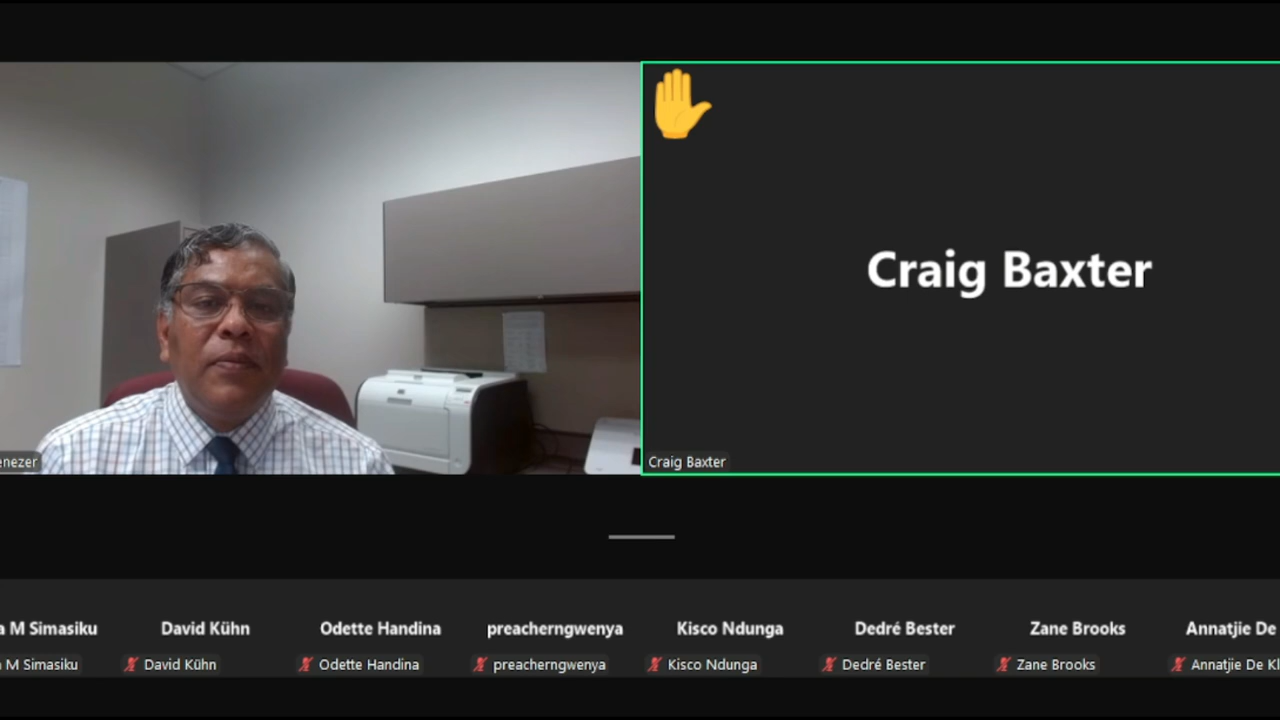 Craig Baxter
enezer
Craig Baxter
a M Simasiku
David Kühn
Odette Handina
preacherngwenya
Kisco Ndunga
Dedré Bester
Zane Brooks
Annatjie De
M Simasiku
David Kühn
Odette Handina
preacherngwenya
Kisco Ndunga
Dedré Bester
Zane Brooks
Annatjie De Kl